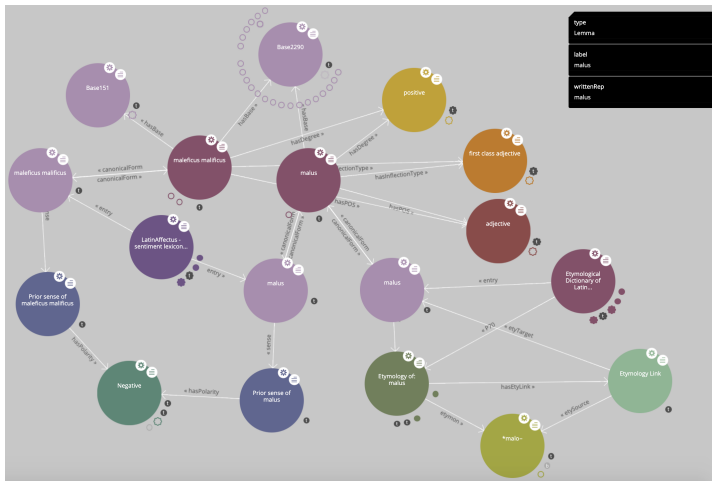 type
Lemma
label
malus
writtenRep
malus
Base2290
Base151
positive
« hasBase
hasBase »
« hasBase
hasDegree »
hasDegree »
maleficus malificus
malus
first class adjective
« canonicalForm
canonicalForm »
hasInflectionType »
maleficus malificus
hasPOS »
hasPOS »
adjective
« entry
LatinAffectus -
sentiment lexicon...
« canonicalForm
canonicalForm »
« canonicalForm
canonicalForm »
entry »
malus
malus
« entry
Etymological
Dictionary of
Latin...
Prior sense of
maleficus malificus
« sense
« P70
« etyTarget
hasPolarity »
Negative
« hasPolarity
Prior sense of
malus
Etymology of:
malus
hasEtyLink »
Etymology Link
etymon »
« etySource
*malo-